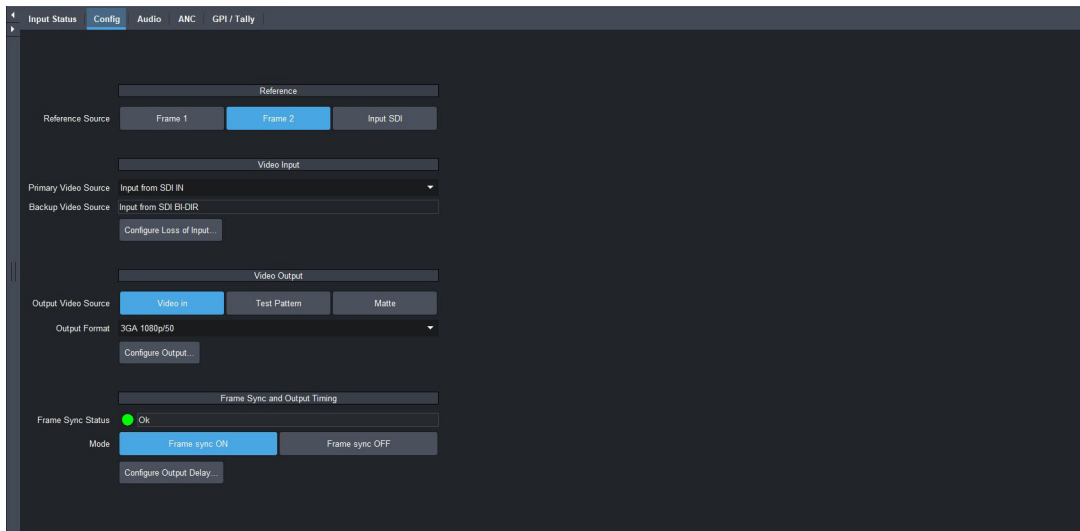 Input Status Config Audio ANC GPI / Tally
Reference
Reference Source Frame 1 Frame 2 Input SDI
Video Input
Primary Video Source Input from SDI IN
Backup Video Source Input from SDI BI-DIR
Configure Loss of Input...
Video Output
Output Video Source Video in Test Pattern Matte
Output Format 3GA 1080p/50
Configure Output...
Frame Sync and Output Timing
Frame Sync Status Ok
Mode Frame sync ON Frame sync OFF
Configure Output Delay...